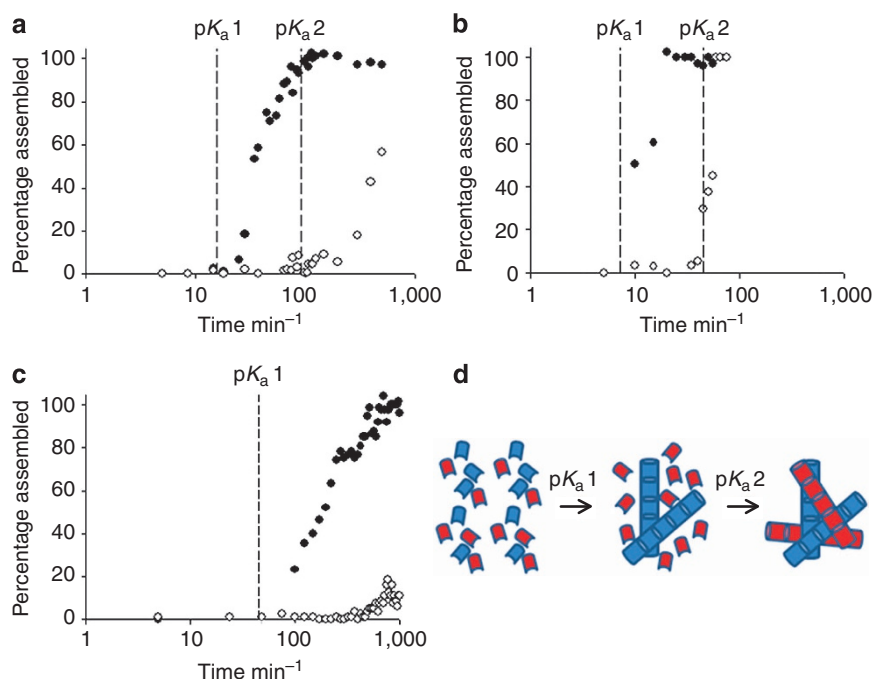 a
pKa1 pKa2
100
80
60
40
20
0
Percentage assembled
1 10 100 1,000
Time min–1
b
pKa1 pKa2
100
80
60
40
20
0
Percentage assembled
1 10 100 1,000
Time min–1
c
pKa1
100
80
60
40
20
0
Percentage assembled
1 10 100 1,000
Time min–1
d
pKa1 pKa2